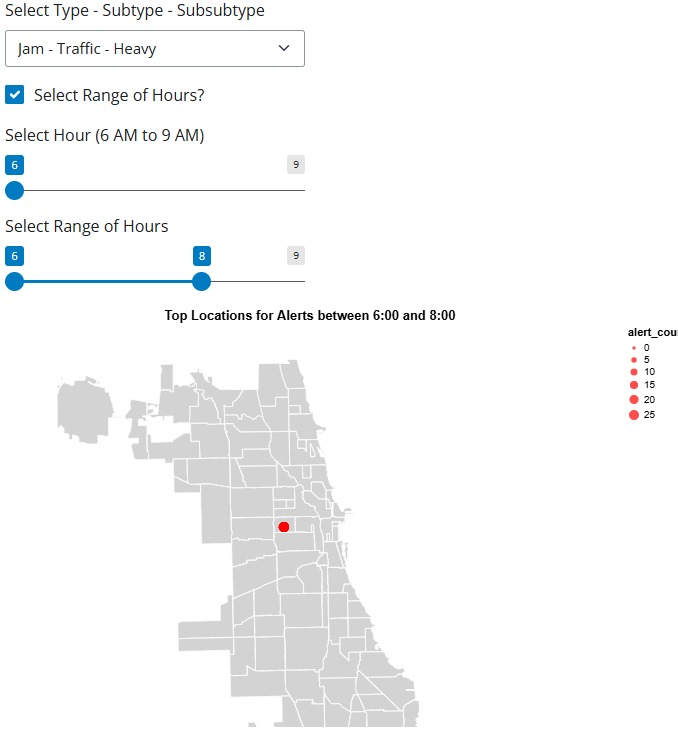 Select Type - Subtype - Subsubtype
Jam - Traffic - Heavy
Select Range of Hours?
Select Hour (6 AM to 9 AM)
6 9
Select Range of Hours
6 8 9
Top Locations for Alerts between 6:00 and 8:00
alert_cou
0
5
10
15
20
25